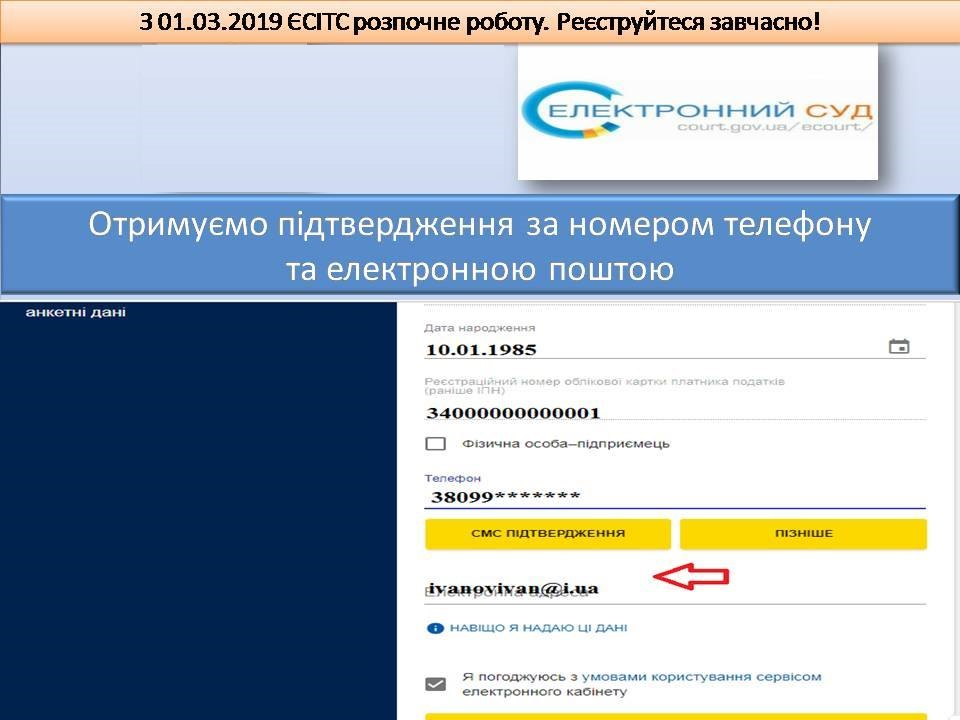 З 01.03.2019 ЄСІТС розпочне роботу. Реєструйтеся завчасно!
ЕЛЕКТРОННИЙ СУД
court.gov.ua/ecourt/
Отримуємо підтвердження за номером телефону
та електронною поштою
анкетні дані
Дата народження
10.01.1985
Реєстраційний номер облікової картки платника податків
(раніше ІПН)
34000000000001
Фізична особа–підприємець
Телефон
38099*******
СМС ПІДТВЕРДЖЕННЯ
ПІЗНІШЕ
ivanovivan@i.ua
Електронна адреса
НАВІЩО Я НАДАЮ ЦІ ДАНІ
Я погоджуюсь з умовами користування сервісом
електронного кабінету